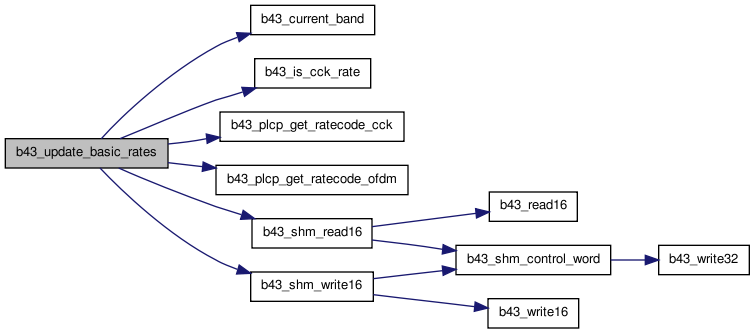 b43_current_band
b43_is_cck_rate
b43_plcp_get_ratecode_cck
b43_update_basic_rates
b43_plcp_get_ratecode_ofdm
b43_read16
b43_shm_read16
b43_shm_control_word
b43_write32
b43_shm_write16
b43_write16